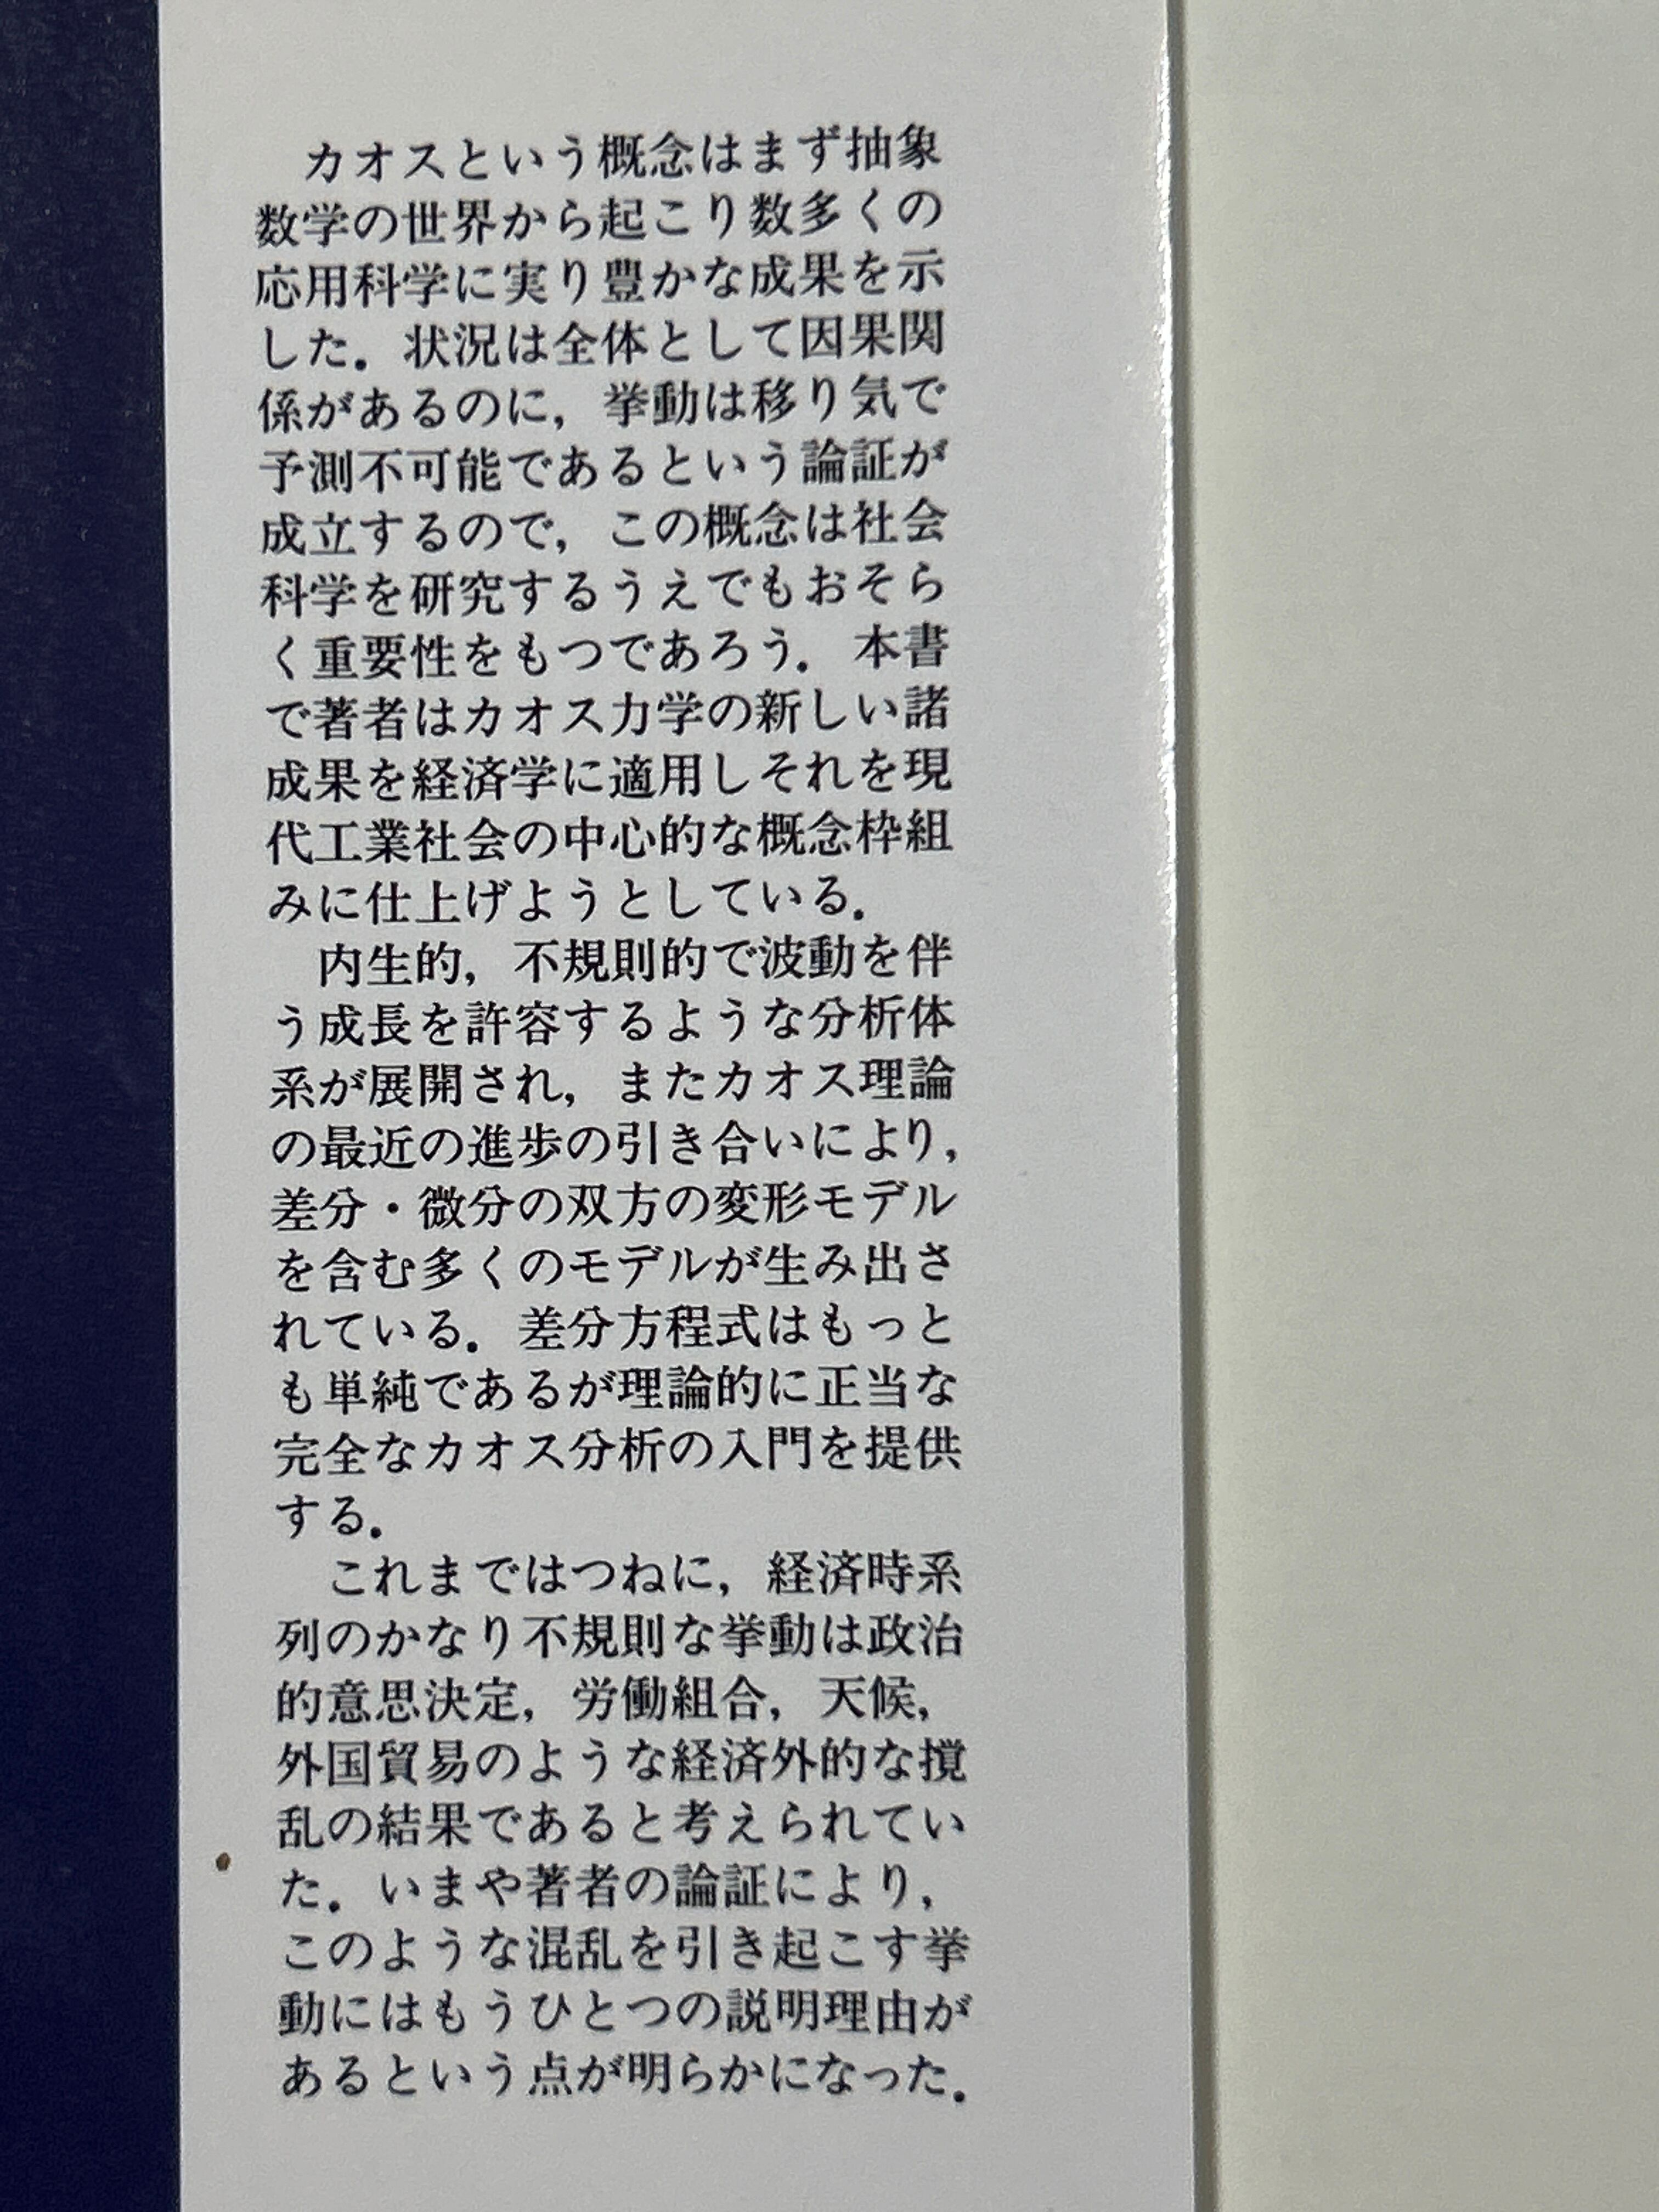 カオスという概念はまず抽象
数学の世界から起こり数多くの
応用科学に実り豊かな成果を示
した．状況は全体として因果関
係があるのに，挙動は移り気で
予測不可能であるという論証が
成立するので，この概念は社会
科学を研究するうえでもおそら
く重要性をもつであろう．本書
で著者はカオス力学の新しい諸
成果を経済学に適用しそれを現
代工業社会の中心的な概念枠組
みに仕上げようとしている．
内生的，不規則的で波動を伴
う成長を許容するような分析体
系が展開され，またカオス理論
の最近の進歩の引き合いにより，
差分・微分の双方の変形モデル
を含む多くのモデルが生み出さ
れている．差分方程式はもっと
も単純であるが理論的に正当な
完全なカオス分析の入門を提供
する．
これまではつねに，経済時系
列のかなり不規則な挙動は政治
的意思決定，労働組合，天候，
外国貿易のような経済外的な撹
乱の結果であると考えられてい
た．いまや著者の論証により，
このような混乱を引き起こす挙
動にはもうひとつの説明理由が
あるという点が明らかになった．